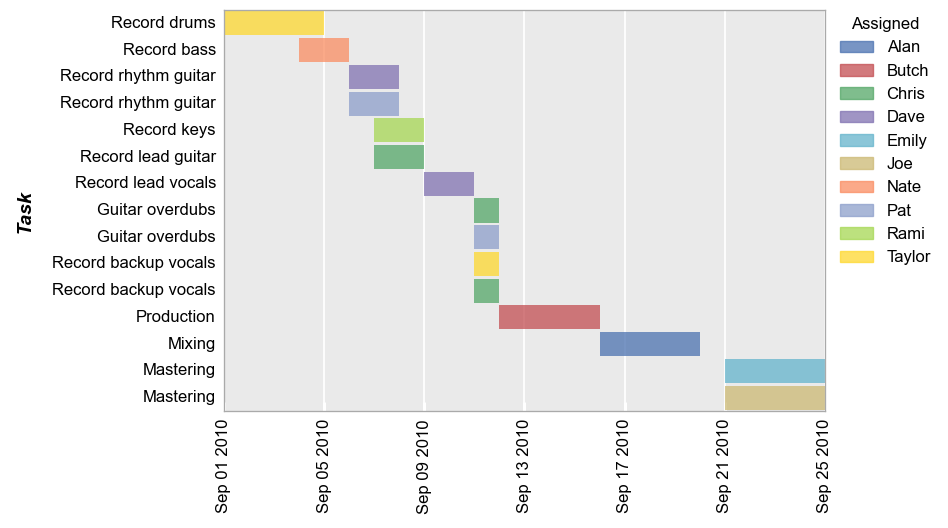 Record drums
Record bass
Record rhythm guitar
Record rhythm guitar
Record keys
Record lead guitar
Record lead vocals
Guitar overdubs
Guitar overdubs
Record backup vocals
Record backup vocals
Production
Mixing
Mastering
Mastering
Task
Sep 01 2010
Sep 05 2010
Sep 09 2010
Sep 13 2010
Sep 17 2010
Sep 21 2010
Sep 25 2010
Assigned
Alan
Butch
Chris
Dave
Emily
Joe
Nate
Pat
Rami
Taylor